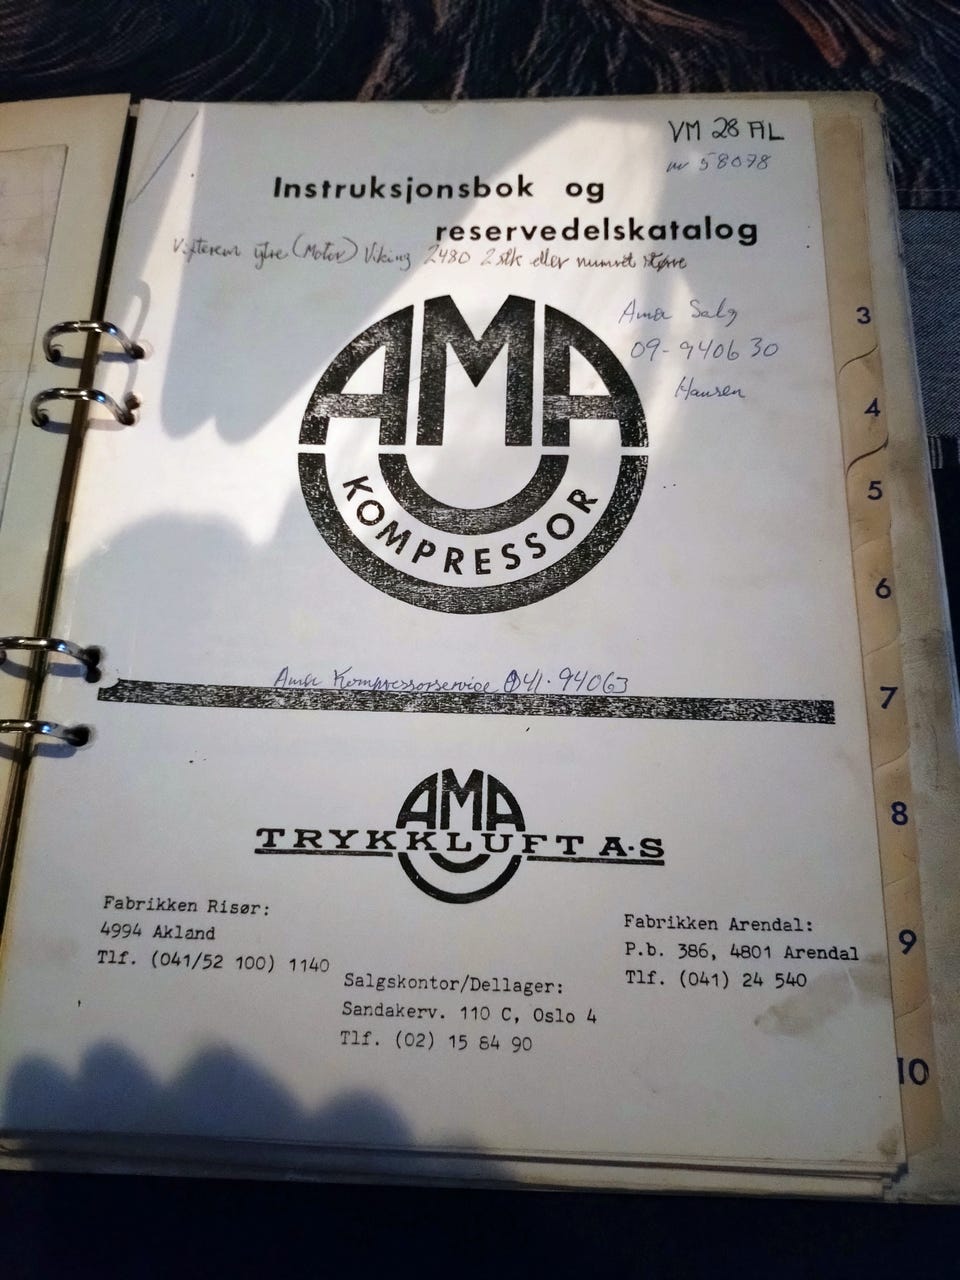 VM 28 AL
nr 58078
Instruksjonsbok og
reservedelskatalog
Vifterem ytre (Motor) Viking 2480 2 stk eller numret større
Ama Salg
09-940630
Hansen
AMA
KOMPRESSOR
Ama Kompressorservice 041-94063
AMA
TRYKKLUFT A·S
Fabrikken Risør:
4994 Akland
Tlf. (041/52 100) 1140
Salgskontor/Dellager:
Sandakerv. 110 C, Oslo 4
Tlf. (02) 15 84 90
Fabrikken Arendal:
P.b. 386, 4801 Arendal
Tlf. (041) 24 540
3
4
5
6
7
8
9
10